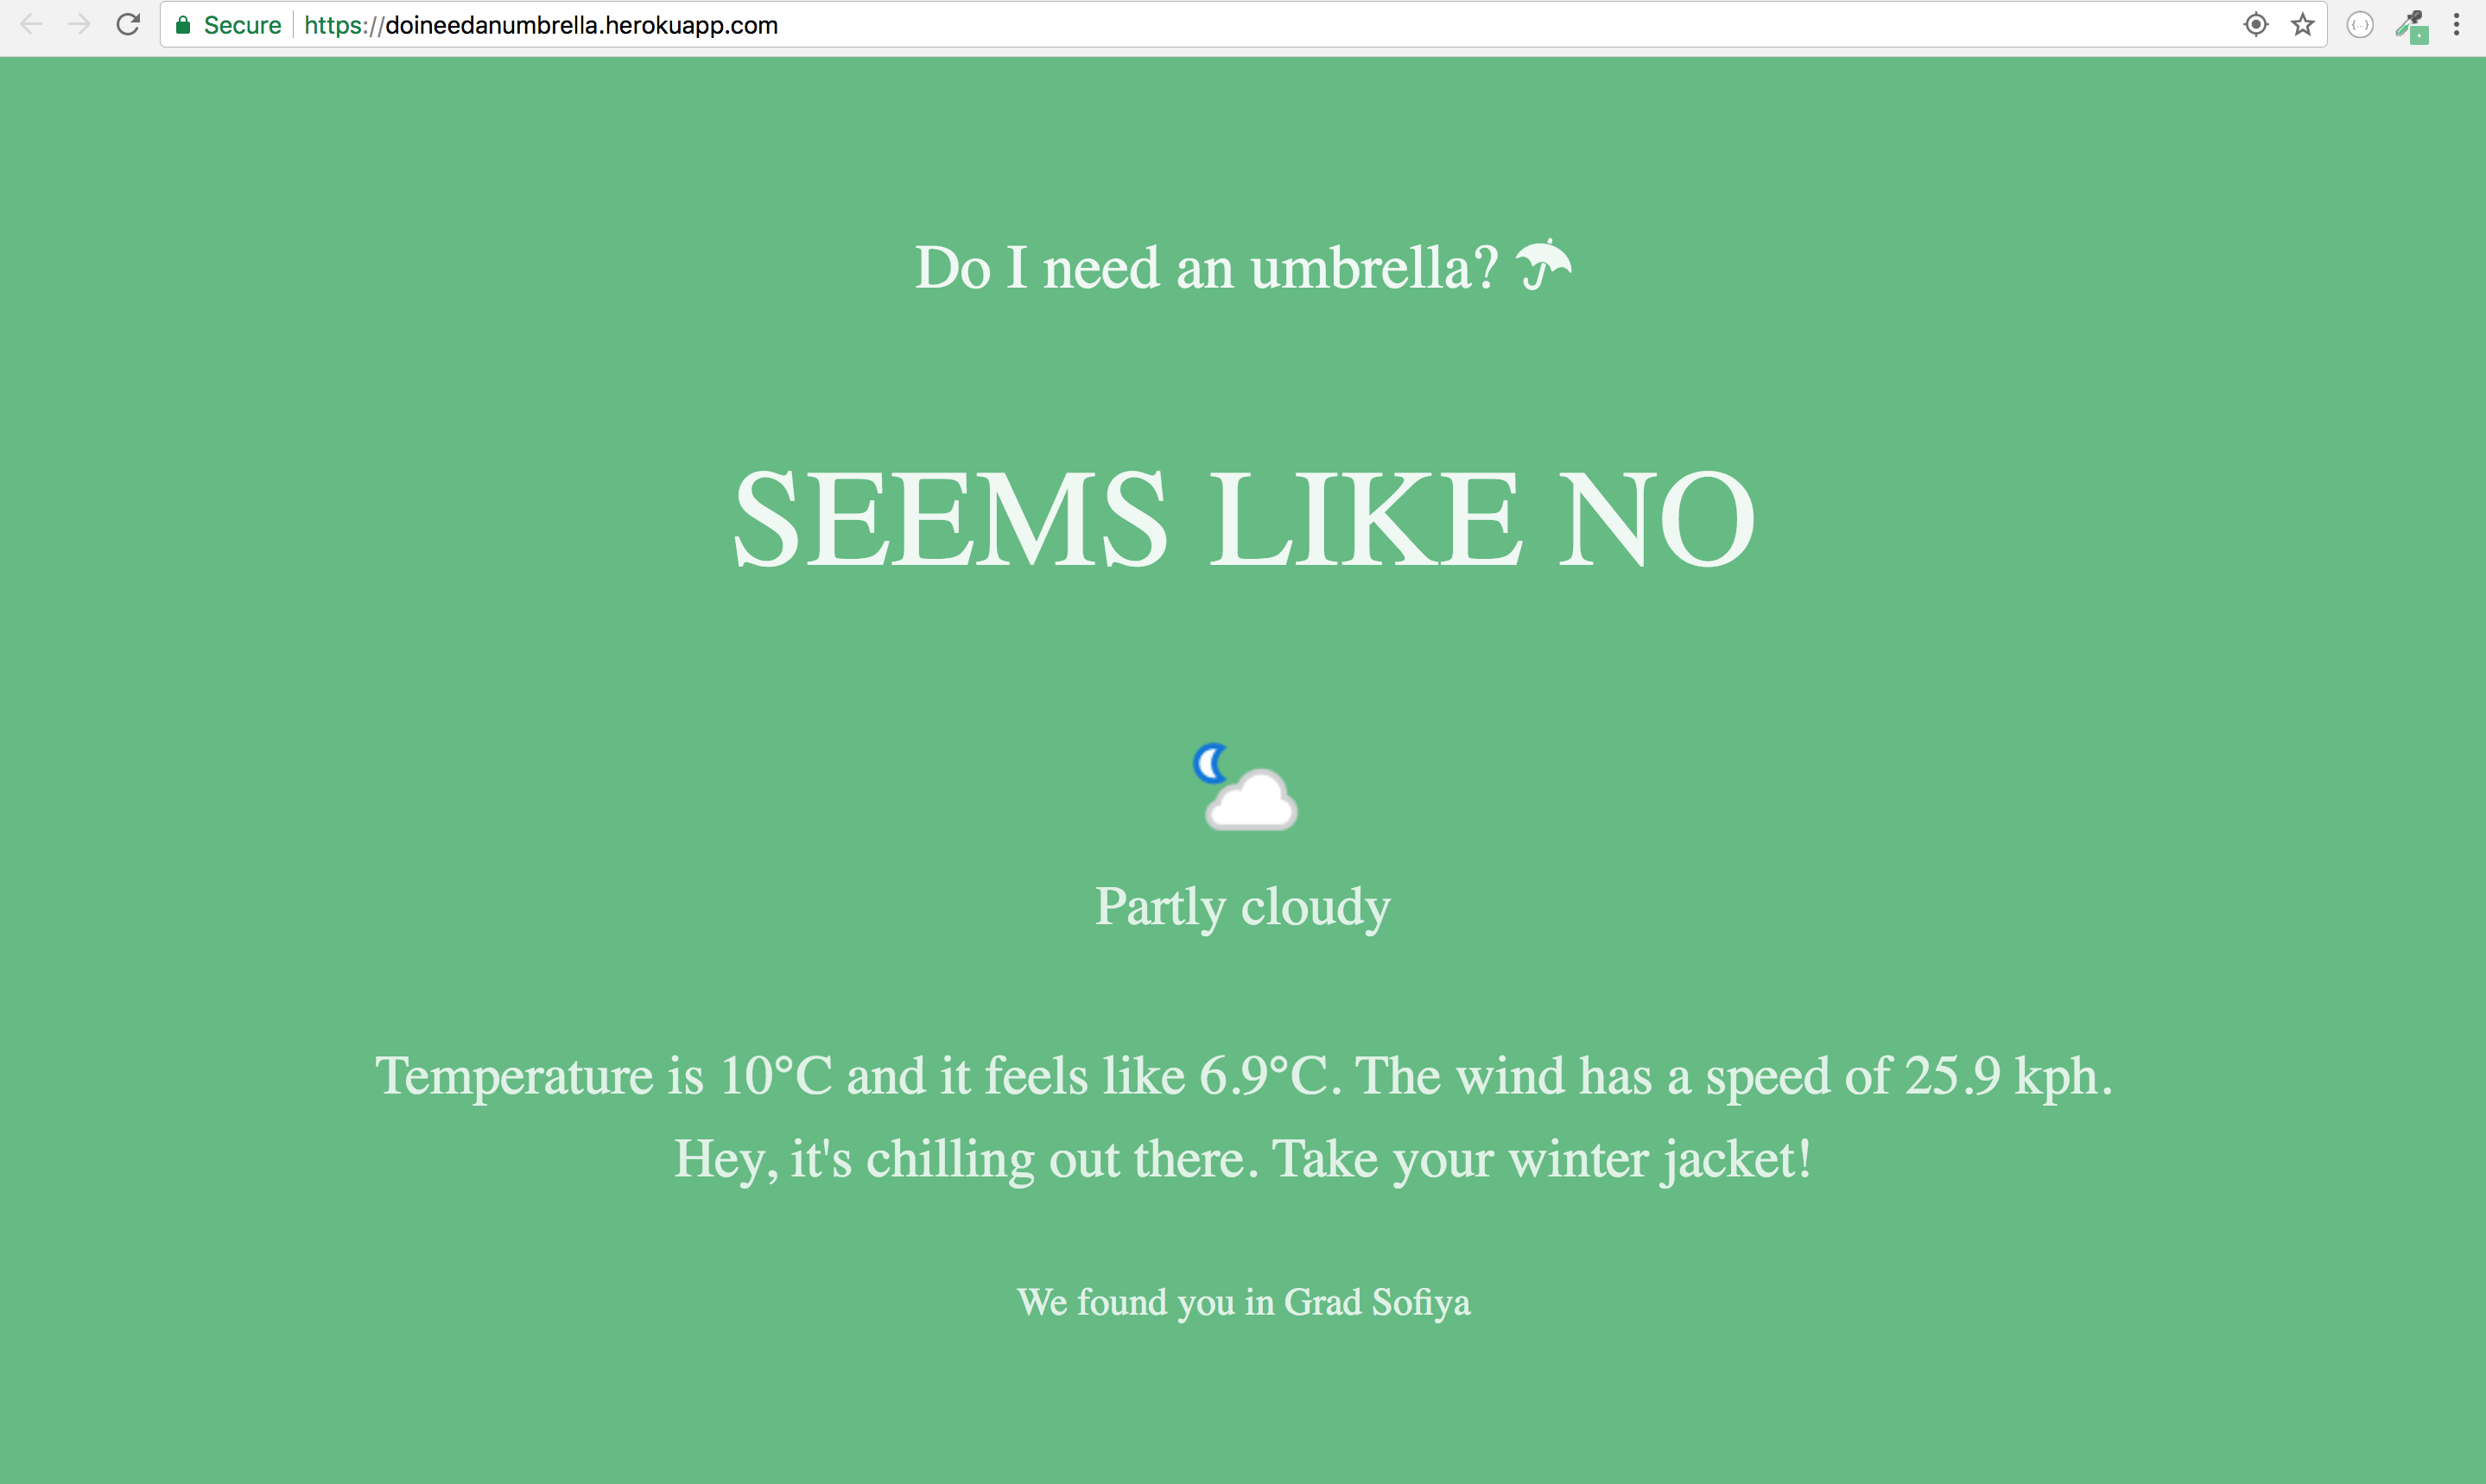 Secure https://doineedanumbrella.herokuapp.com
Do I need an umbrella?
SEEMS LIKE NO
Partly cloudy
Temperature is 10°C and it feels like 6.9°C. The wind has a speed of 25.9 kph.
Hey, it's chilling out there. Take your winter jacket!
We found you in Grad Sofiya